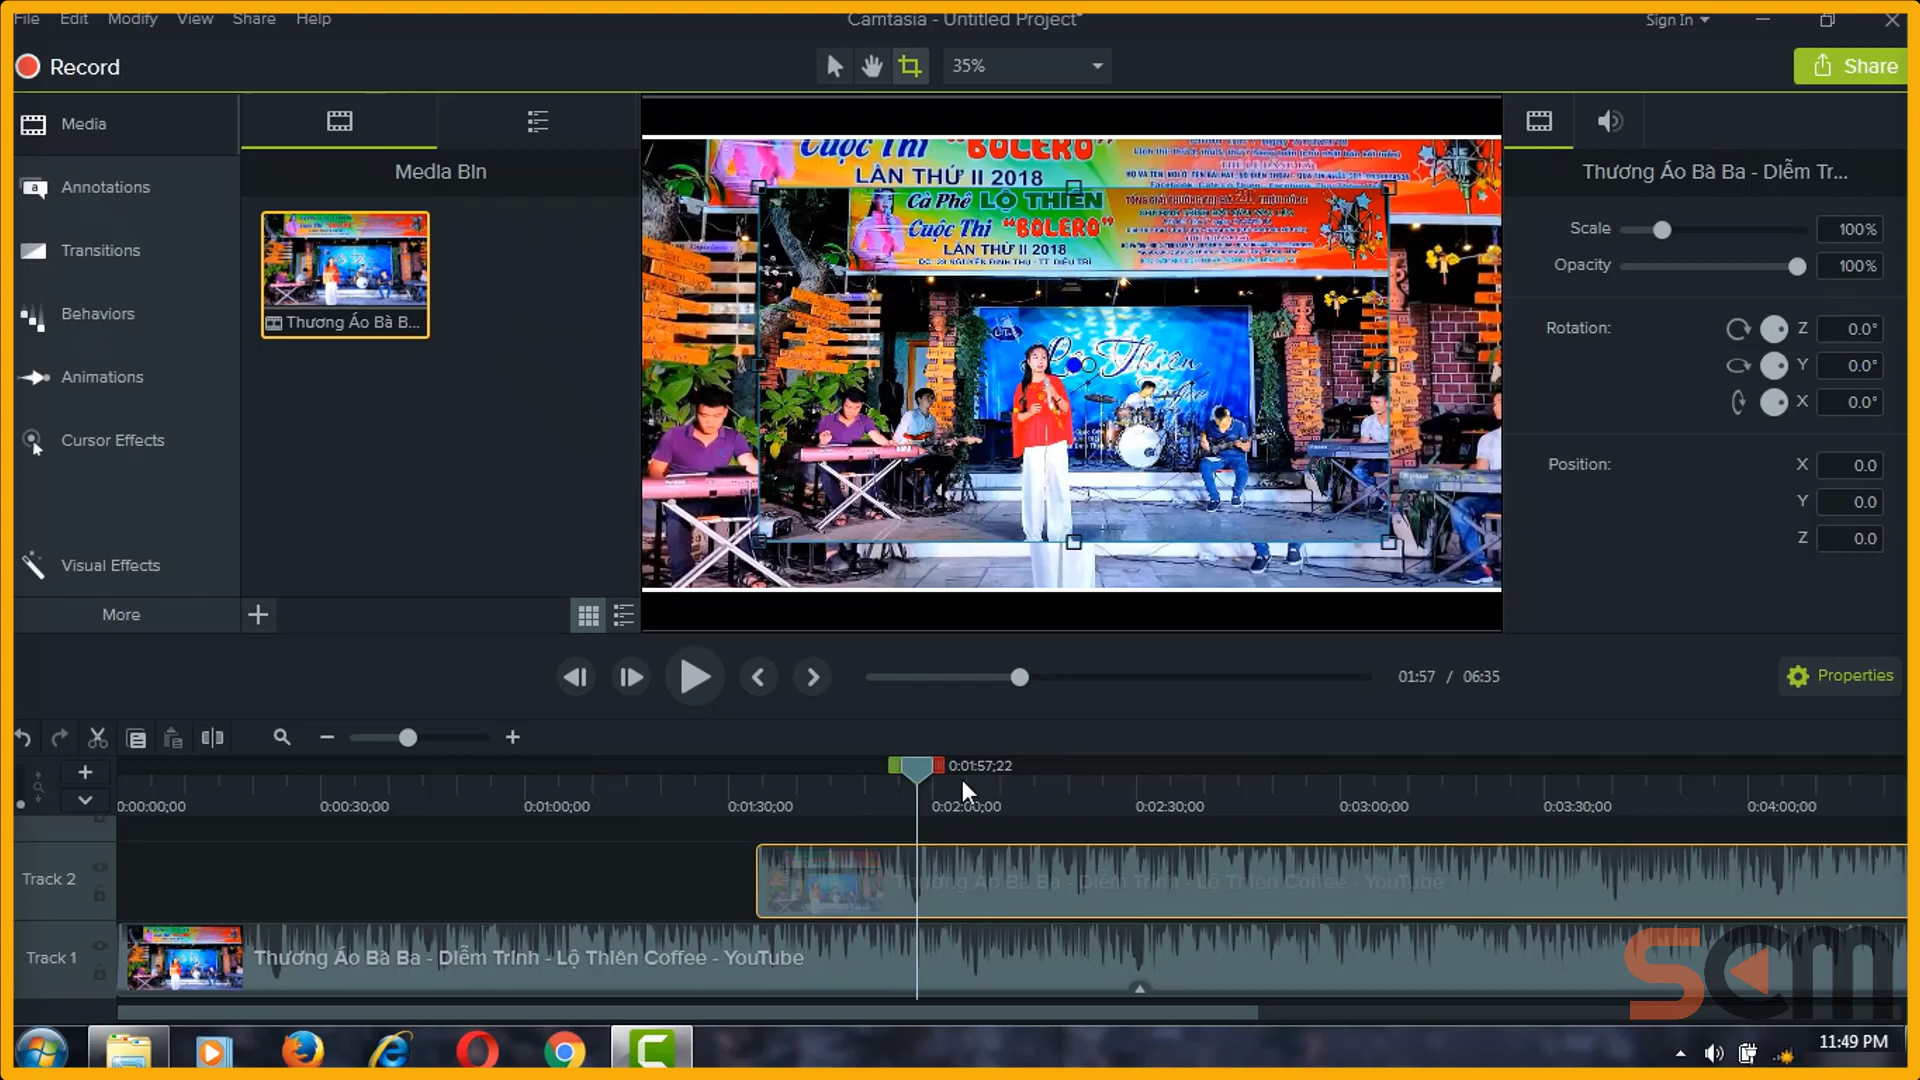 File Edit Modify View Share Help
Camtasia - Untitled Project*
Sign In
Record
35%
Share
Media
Annotations
Transitions
Behaviors
Animations
Cursor Effects
Visual Effects
More
Media Bin
Thương Áo Bà B...
Cuộc Thi "BOLERO"
LẦN THỨ II 2018
Cà Phê LỘ THIÊN
Cuộc Thi "BOLERO"
LẦN THỨ II 2018
Lộ Thiên
Thương Áo Bà Ba - Diễm Tr...
Scale 100%
Opacity 100%
Rotation: Z 0.0°
Y 0.0°
X 0.0°
Position: X 0.0
Y 0.0
Z 0.0
01:57 / 06:35
Properties
0:01:57;22
0:00:00;00 0:00:30;00 0:01:00;00 0:01:30;00 0:02:00;00 0:02:30;00 0:03:00;00 0:03:30;00 0:04:00;00
Track 2
Thương Áo Bà Ba - Diễm Trinh - Lộ Thiên Coffee - YouTube
Track 1
Thương Áo Bà Ba - Diễm Trinh - Lộ Thiên Coffee - YouTube
SCM
11:49 PM